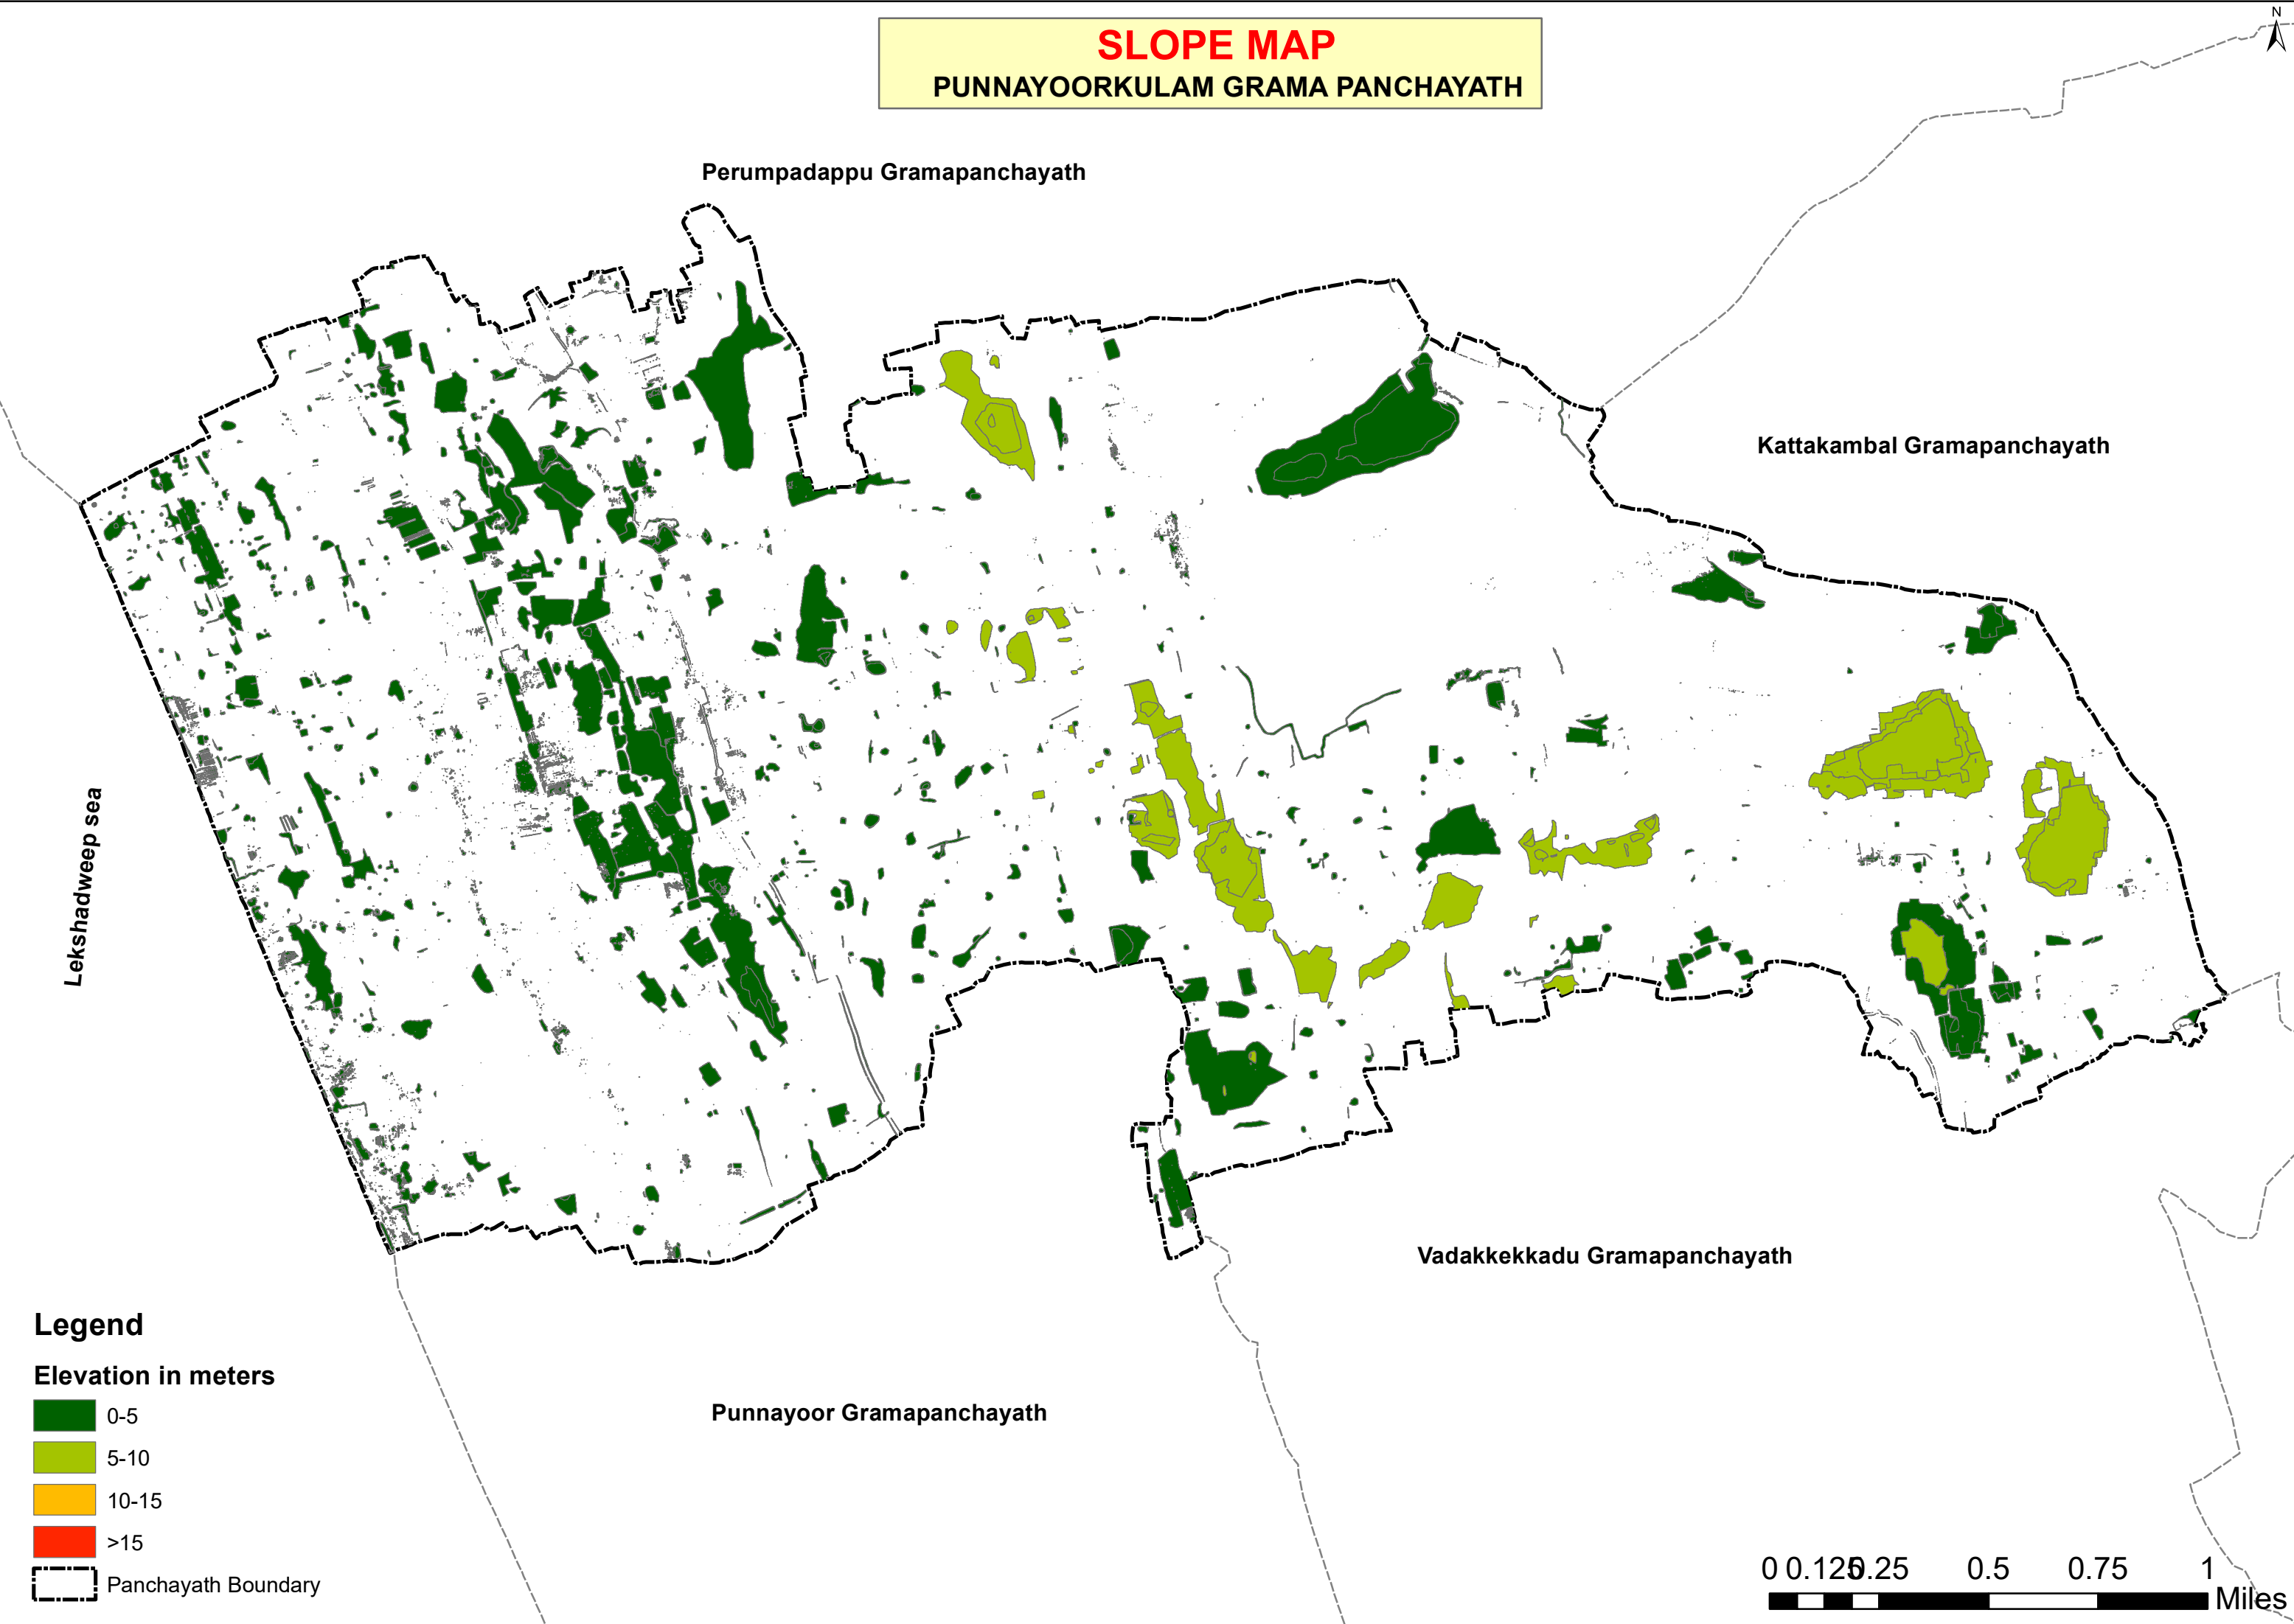 N
SLOPE MAP
PUNNAYOORKULAM GRAMA PANCHAYATH
Perumpadappu Gramapanchayath
Kattakambal Gramapanchayath
Lekshadweep sea
Vadakkekkadu Gramapanchayath
Punnayoor Gramapanchayath
Legend
Elevation in meters
0-5
5-10
10-15
>15
Panchayath Boundary
0 0.125 0.25 0.5 0.75 1
Miles